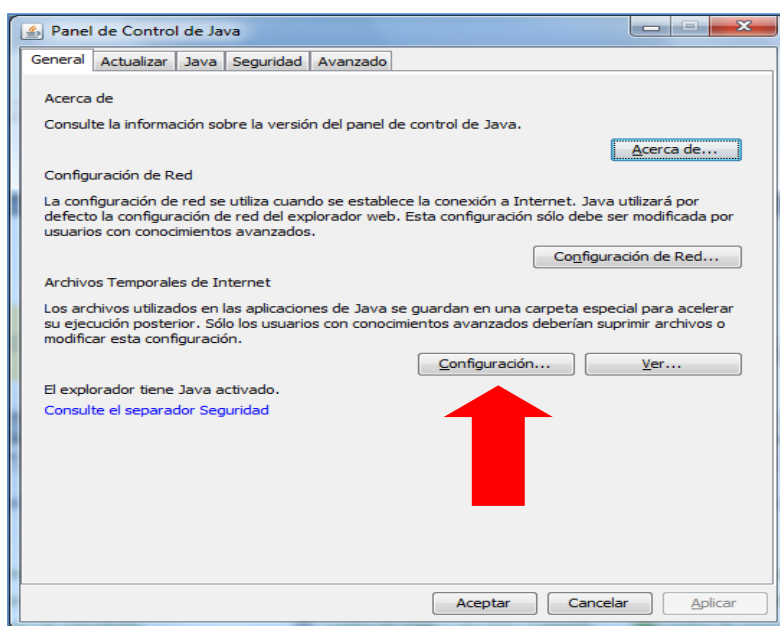 Panel de Control de Java
General Actualizar Java Seguridad Avanzado
Acerca de
Consulte la información sobre la versión del panel de control de Java.
Acerca de...
Configuración de Red
La configuración de red se utiliza cuando se establece la conexión a Internet. Java utilizará por
defecto la configuración de red del explorador web. Esta configuración sólo debe ser modificada por
usuarios con conocimientos avanzados.
Configuración de Red...
Archivos Temporales de Internet
Los archivos utilizados en las aplicaciones de Java se guardan en una carpeta especial para acelerar
su ejecución posterior. Sólo los usuarios con conocimientos avanzados deberían suprimir archivos o
modificar esta configuración.
Configuración... Ver...
El explorador tiene Java activado.
Consulte el separador Seguridad
Aceptar Cancelar Aplicar